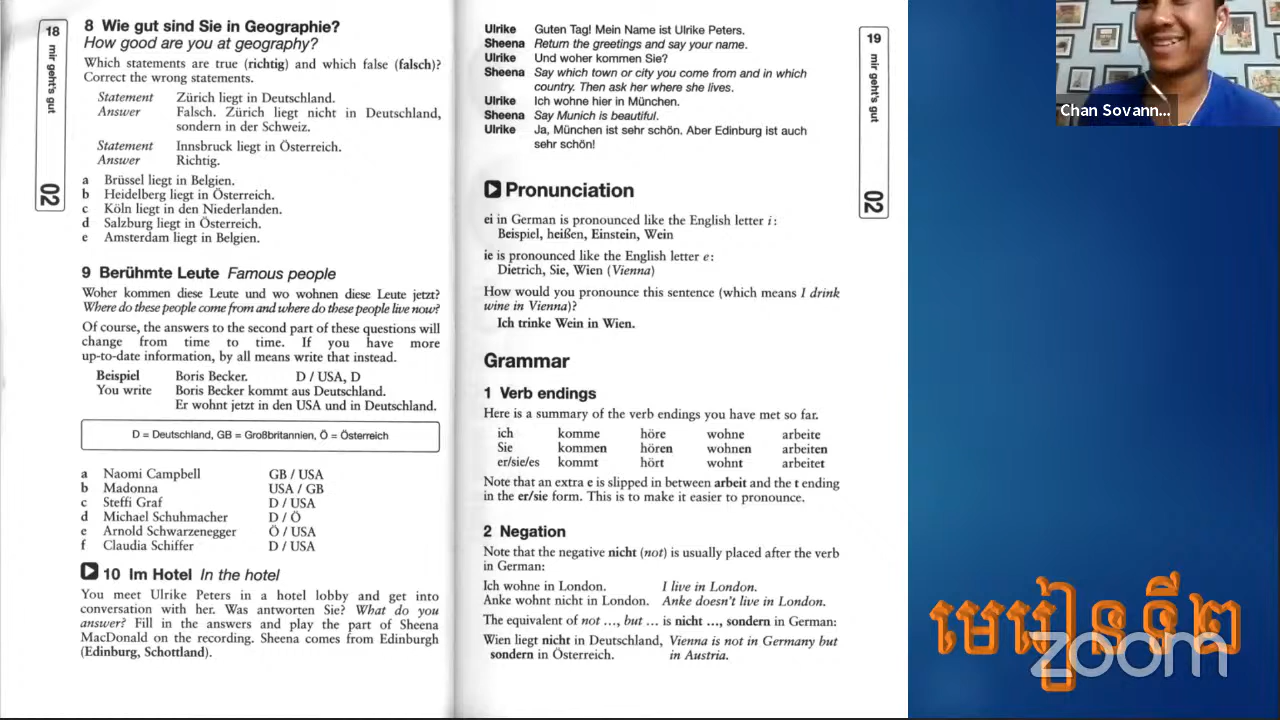 18
mir geht's gut
02
8 Wie gut sind Sie in Geographie?
How good are you at geography?
Which statements are true (richtig) and which false (falsch)?
Correct the wrong statements.
Statement Zürich liegt in Deutschland.
Answer Falsch. Zürich liegt nicht in Deutschland,
sondern in der Schweiz.
Statement Innsbruck liegt in Österreich.
Answer Richtig.
a Brüssel liegt in Belgien.
b Heidelberg liegt in Österreich.
c Köln liegt in den Niederlanden.
d Salzburg liegt in Österreich.
e Amsterdam liegt in Belgien.
9 Berühmte Leute Famous people
Woher kommen diese Leute und wo wohnen diese Leute jetzt?
Where do these people come from and where do these people live now?
Of course, the answers to the second part of these questions will
change from time to time. If you have more
up-to-date information, by all means write that instead.
Beispiel Boris Becker. D / USA, D
You write Boris Becker kommt aus Deutschland.
Er wohnt jetzt in den USA und in Deutschland.
D = Deutschland, GB = Großbritannien, Ö = Österreich
a Naomi Campbell GB / USA
b Madonna USA / GB
c Steffi Graf D / USA
d Michael Schuhmacher D / Ö
e Arnold Schwarzenegger Ö / USA
f Claudia Schiffer D / USA
10 Im Hotel In the hotel
You meet Ulrike Peters in a hotel lobby and get into
conversation with her. Was antworten Sie? What do you
answer? Fill in the answers and play the part of Sheena
MacDonald on the recording. Sheena comes from Edinburgh
(Edinburg, Schottland).
Ulrike Guten Tag! Mein Name ist Ulrike Peters.
Sheena Return the greetings and say your name.
Ulrike Und woher kommen Sie?
Sheena Say which town or city you come from and in which
country. Then ask her where she lives.
Ulrike Ich wohne hier in München.
Sheena Say Munich is beautiful.
Ulrike Ja, München ist sehr schön. Aber Edinburg ist auch
sehr schön!
Pronunciation
ei in German is pronounced like the English letter i:
Beispiel, heißen, Einstein, Wein
ie is pronounced like the English letter e:
Dietrich, Sie, Wien (Vienna)
How would you pronounce this sentence (which means I drink
wine in Vienna)?
Ich trinke Wein in Wien.
Grammar
1 Verb endings
Here is a summary of the verb endings you have met so far.
ich komme höre wohne arbeite
Sie kommen hören wohnen arbeiten
er/sie/es kommt hört wohnt arbeitet
Note that an extra e is slipped in between arbeit and the t ending
in the er/sie form. This is to make it easier to pronounce.
2 Negation
Note that the negative nicht (not) is usually placed after the verb
in German:
Ich wohne in London. I live in London.
Anke wohnt nicht in London. Anke doesn't live in London.
The equivalent of not ..., but ... is nicht ..., sondern in German:
Wien liegt nicht in Deutschland, Vienna is not in Germany but
sondern in Österreich. in Austria.
19
mir geht's gut
02
Chan Sovann...
មេរៀនទី២
zoom